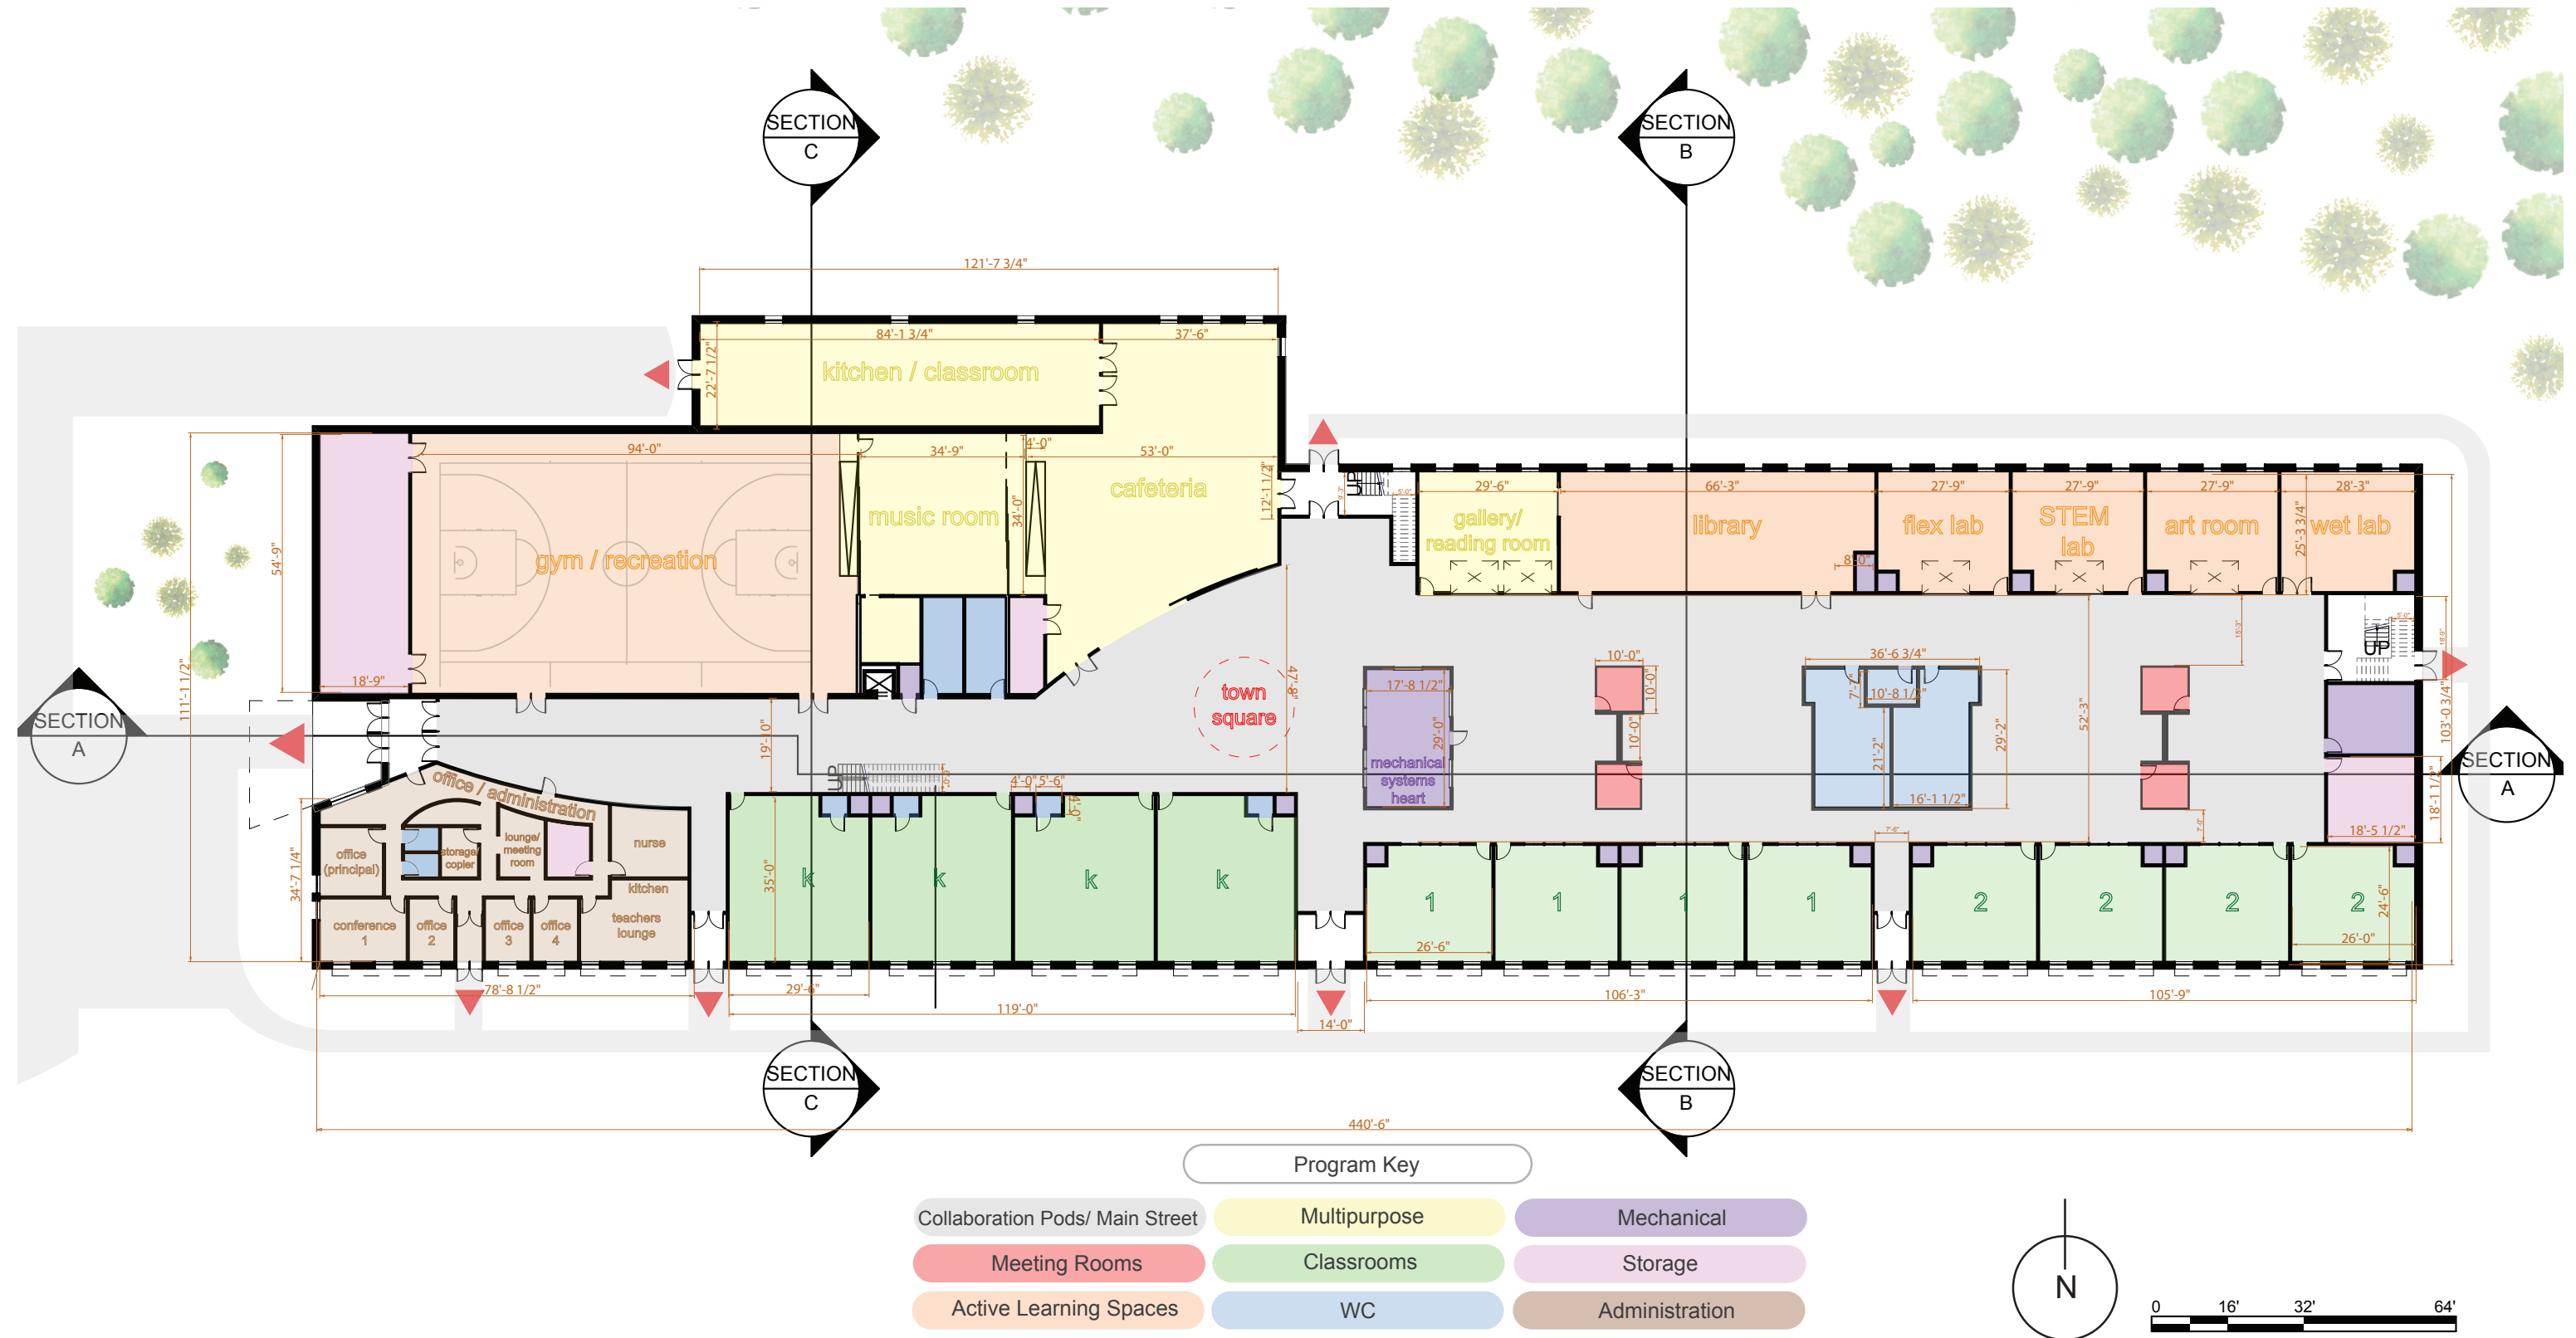 SECTION
C
SECTION
B
121'-7 3/4"
84'-1 3/4"
37'-6"
22'-7 1/2"
kitchen / classroom
94'-0"
34'-9"
4'-0"
53'-0"
cafeteria
12'-1 1/2"
music room
34'-0"
gym / recreation
54'-9"
111'-1 1/2"
18'-9"
UP
5'-0"
29'-6"
66'-3"
27'-9"
27'-9"
27'-9"
28'-3"
gallery/
reading room
library
flex lab
STEM
lab
art room
wet lab
25'-3 3/4"
8'-0"
5'-0"
UP
SECTION
A
19'-10"
town
square
47'-8"
17'-8 1/2"
29'-0"
mechanical
systems
heart
10'-0"
10'-0"
10'-0"
36'-6 3/4"
10'-8 1/2"
21'-2"
29'-2"
16'-1 1/2"
52'-3"
103'-0 3/4"
18'-1 1/2"
18'-5 1/2"
SECTION
A
office / administration
UP
4'-0"
5'-6"
4'-0"
7'-6"
office
(principal)
storage/
copier
lounge/
meeting
room
nurse
kitchen
teachers
lounge
conference
1
office
2
office
3
office
4
34'-7 1/4"
35'-0"
k
k
k
k
1
1
1
1
2
2
2
2
26'-6"
24'-6"
26'-0"
78'-8 1/2"
29'-6"
119'-0"
14'-0"
106'-3"
105'-9"
SECTION
C
SECTION
B
440'-6"
Program Key
Collaboration Pods/ Main Street
Multipurpose
Mechanical
Meeting Rooms
Classrooms
Storage
Active Learning Spaces
WC
Administration
N
0 16' 32' 64'